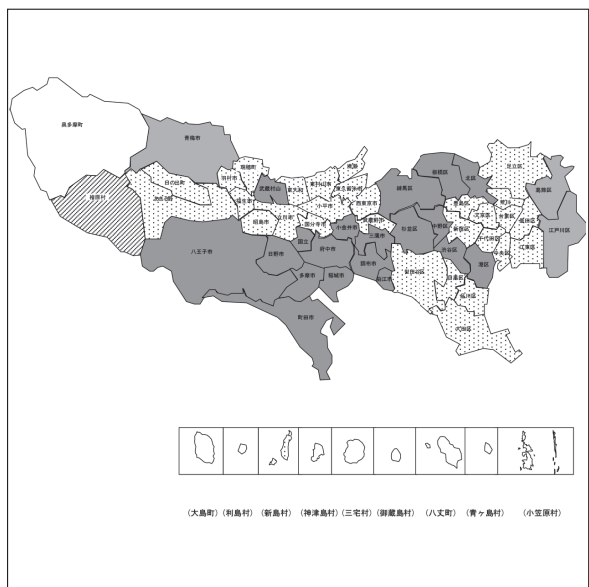 奥多摩町
青梅市
檜原村
日の出町
あきる野
瑞穂町
羽村市
福生市
武蔵村山
昭島市
立川市
東大和
東村山市
清瀬
東久留米市
小平市
西東京市
国分寺市
武蔵野市
小金井市
三鷹市
国立
府中市
調布市
狛江市
八王子市
日野市
多摩市
稲城市
町田市
練馬区
板橋区
北区
足立区
葛飾区
江戸川区
豊島区
文京区
荒川
台東区
墨田区
杉並区
中野区
新宿区
千代田区
中央区
江東区
渋谷区
港区
世田谷区
目黒区
品川区
大田区
(大島町) (利島村) (新島村) (神津島村) (三宅村) (御蔵島村) (八丈町) (青ヶ島村) (小笠原村)